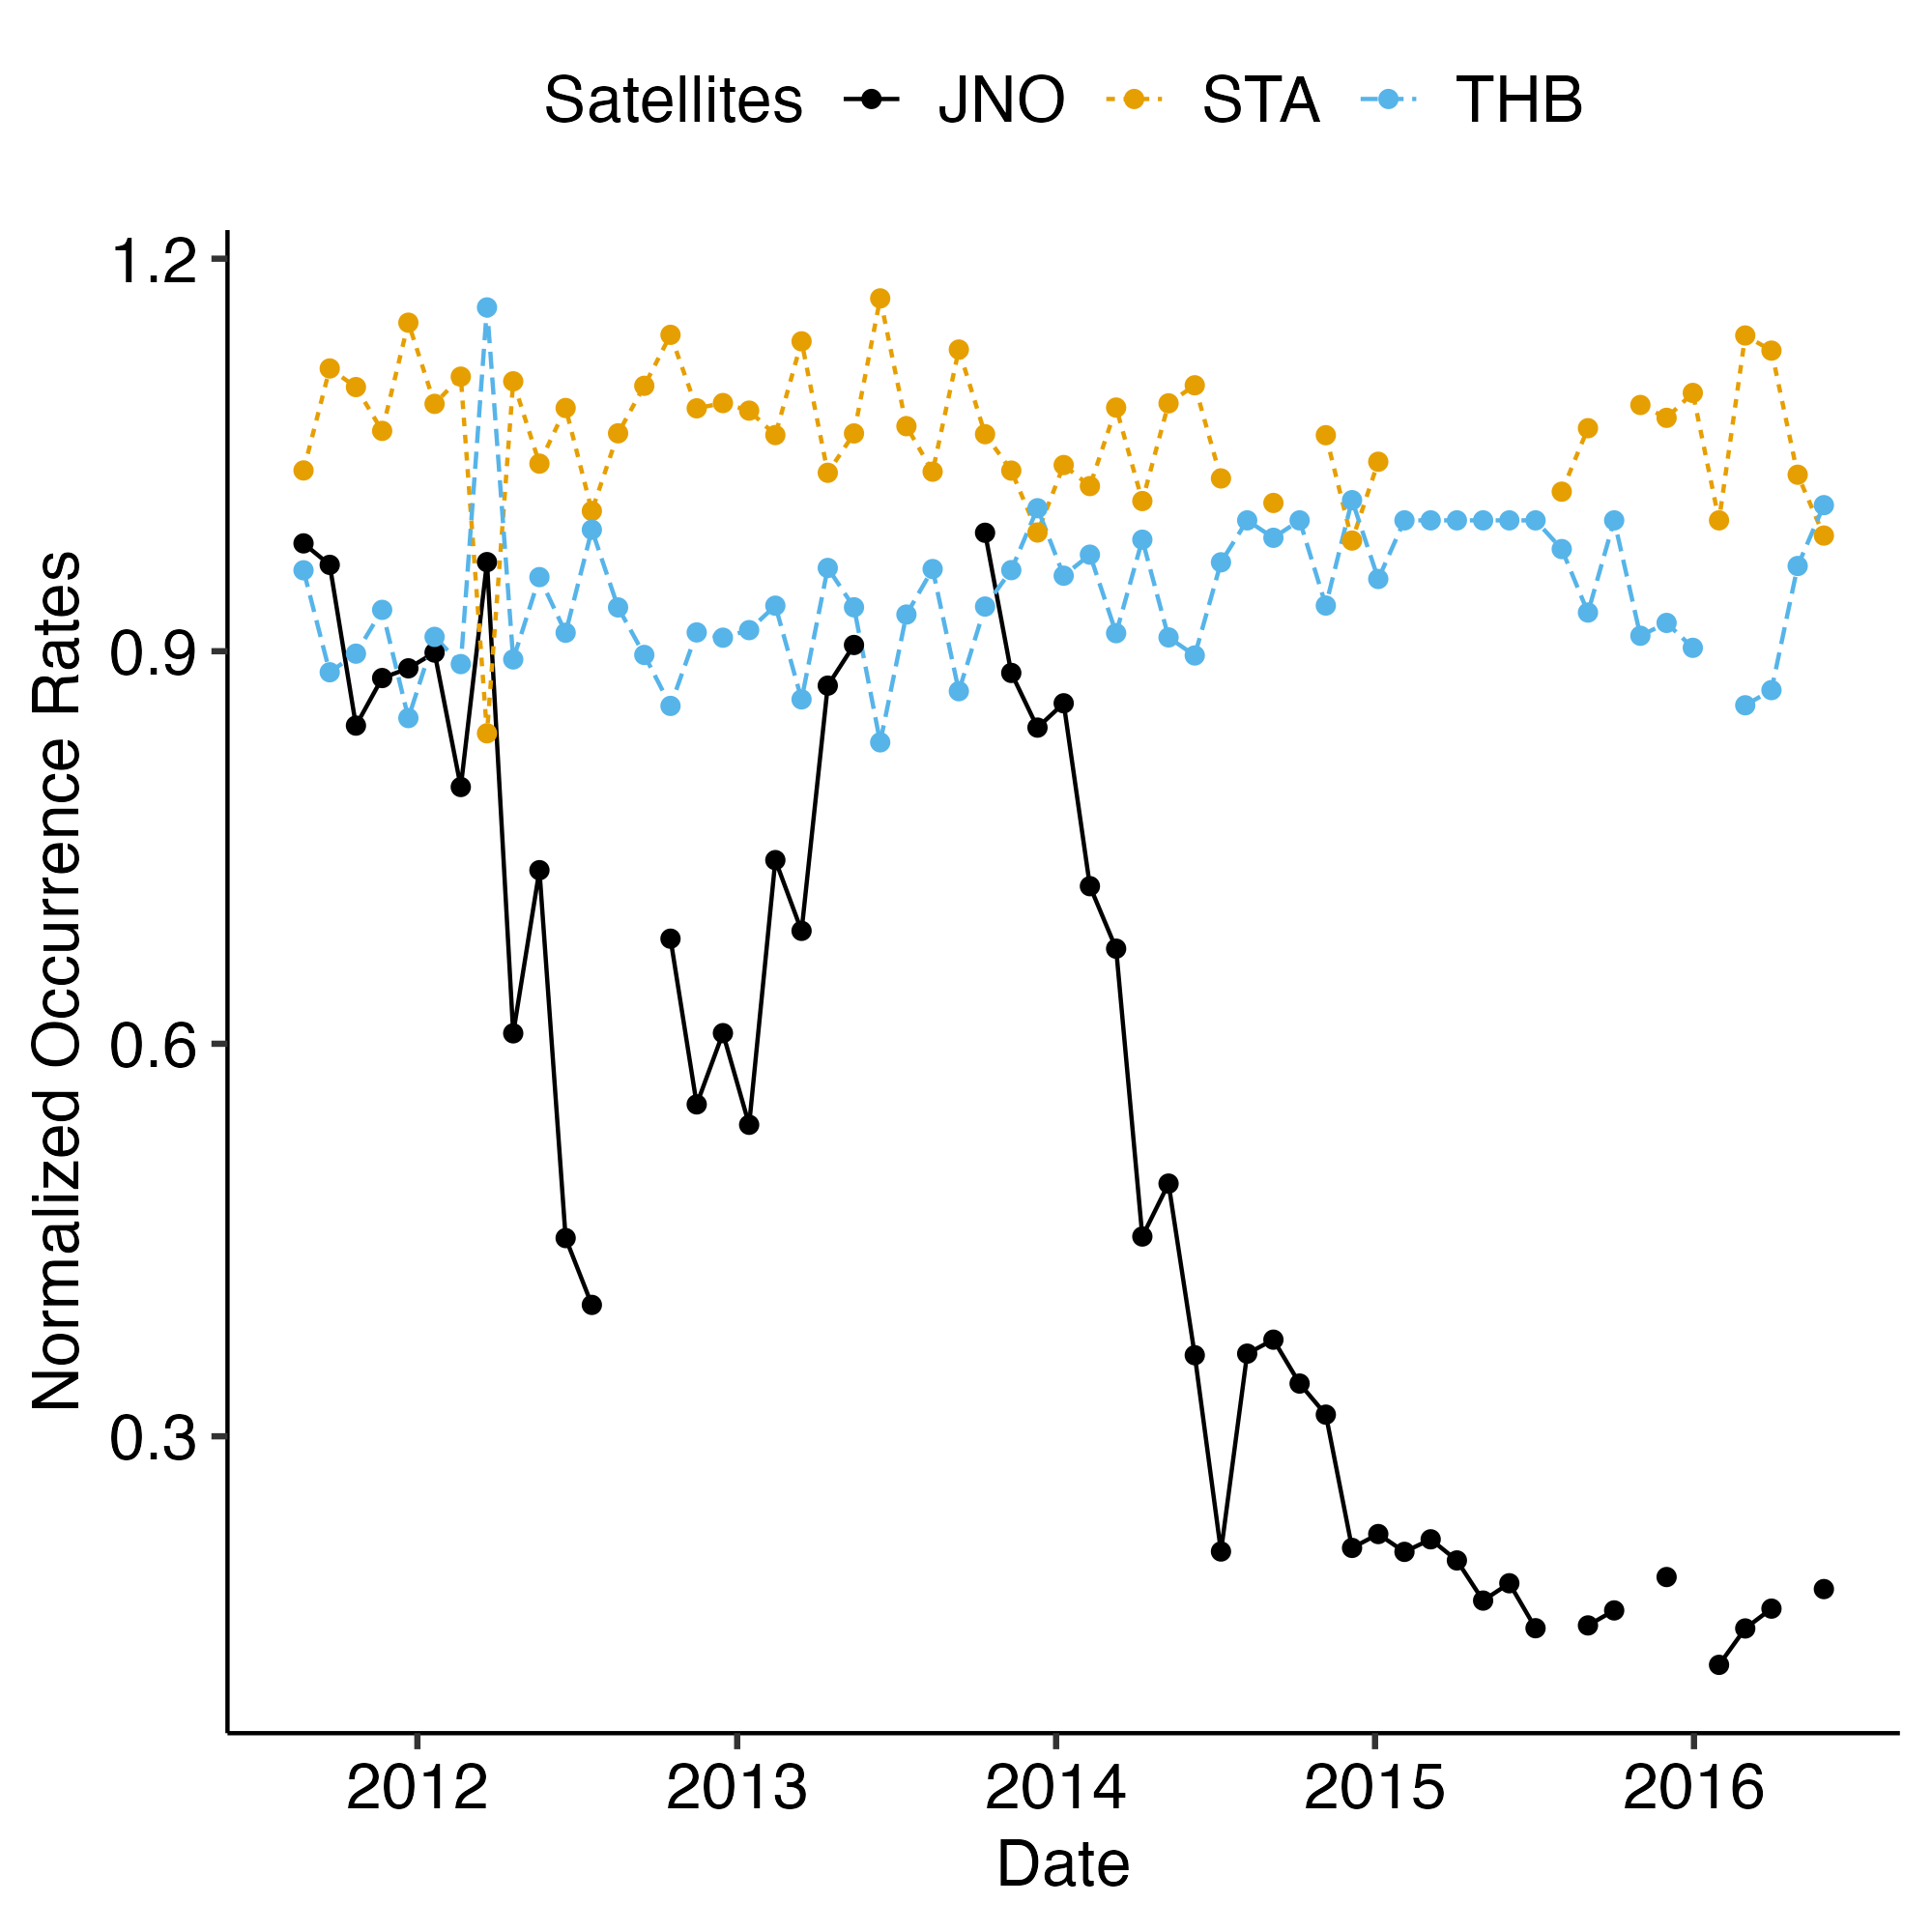 Satellites JNO STA THB
1.2
0.9
0.6
0.3
Normalized Occurrence Rates
2012 2013 2014 2015 2016
Date